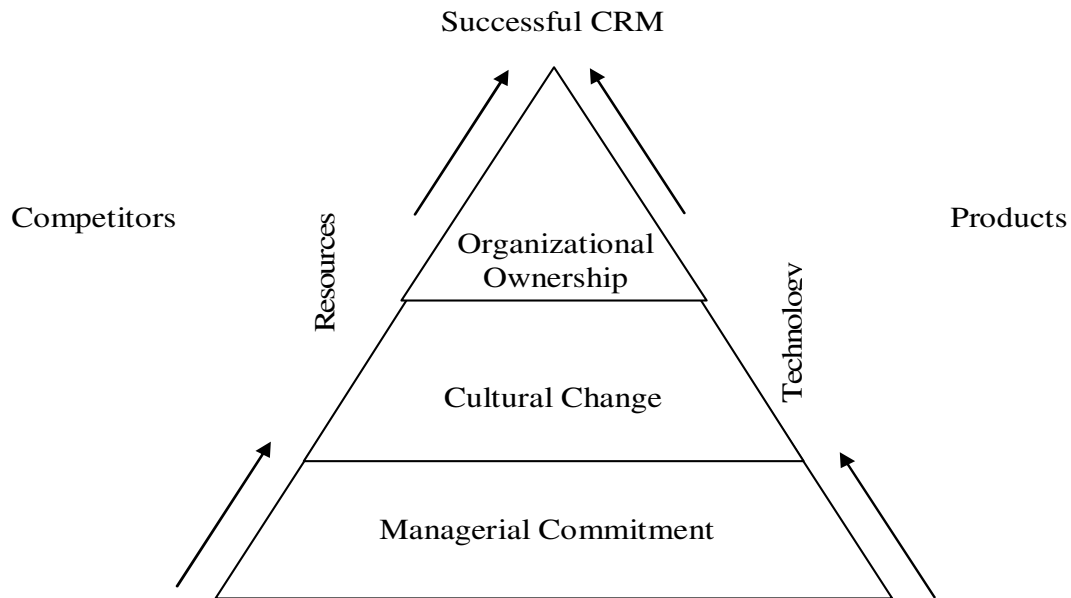 Successful CRM
Competitors
Products
Resources
Organizational
Ownership
Technology
Cultural Change
Managerial Commitment